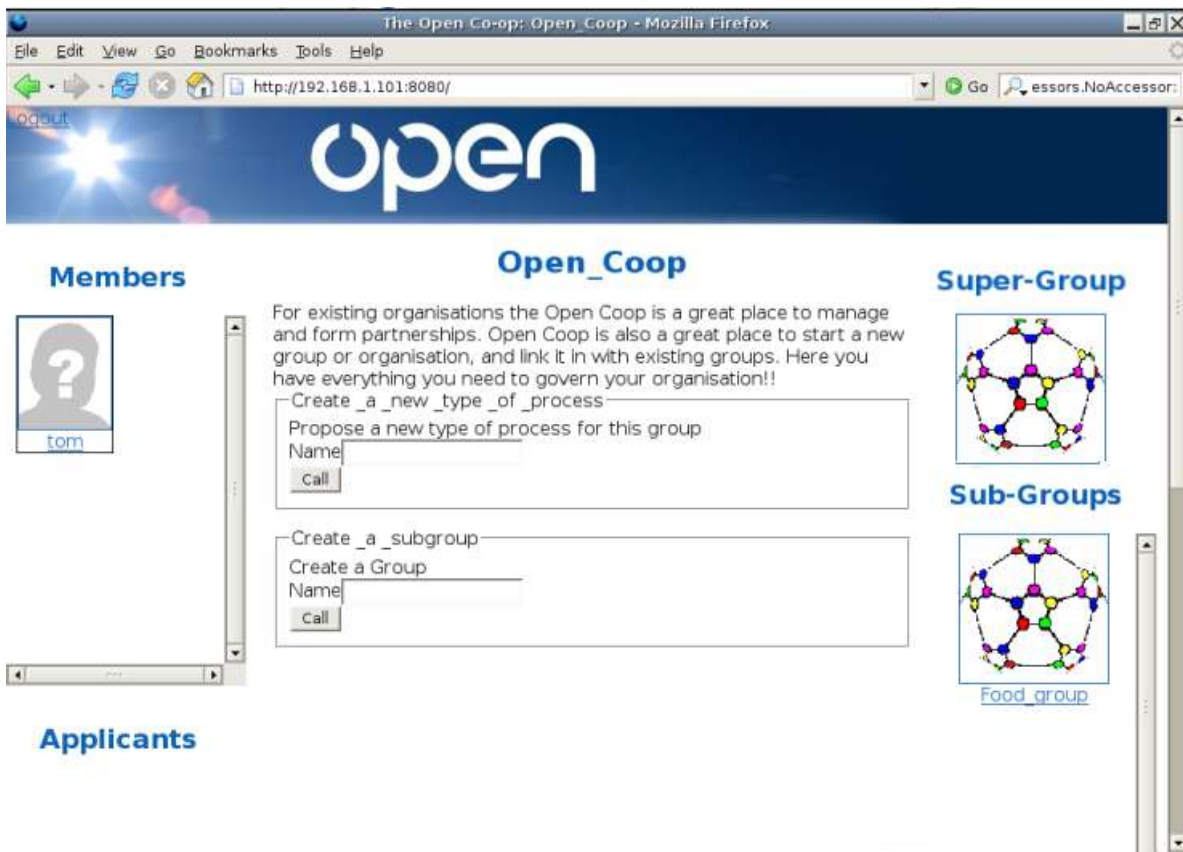 The Open Co-op: Open_Coop - Mozilla Firefox
File Edit View Go Bookmarks Tools Help
http://192.168.1.101:8080/ Go essors.NoAccessor:
Logout
open
Members
tom
Applicants
Open_Coop
For existing organisations the Open Coop is a great place to manage
and form partnerships. Open Coop is also a great place to start a new
group or organisation, and link it in with existing groups. Here you
have everything you need to govern your organisation!!
Create _a _new _type _of _process
Propose a new type of process for this group
Name
Call
Create _a _subgroup
Create a Group
Name
Call
Super-Group
Sub-Groups
Food_group